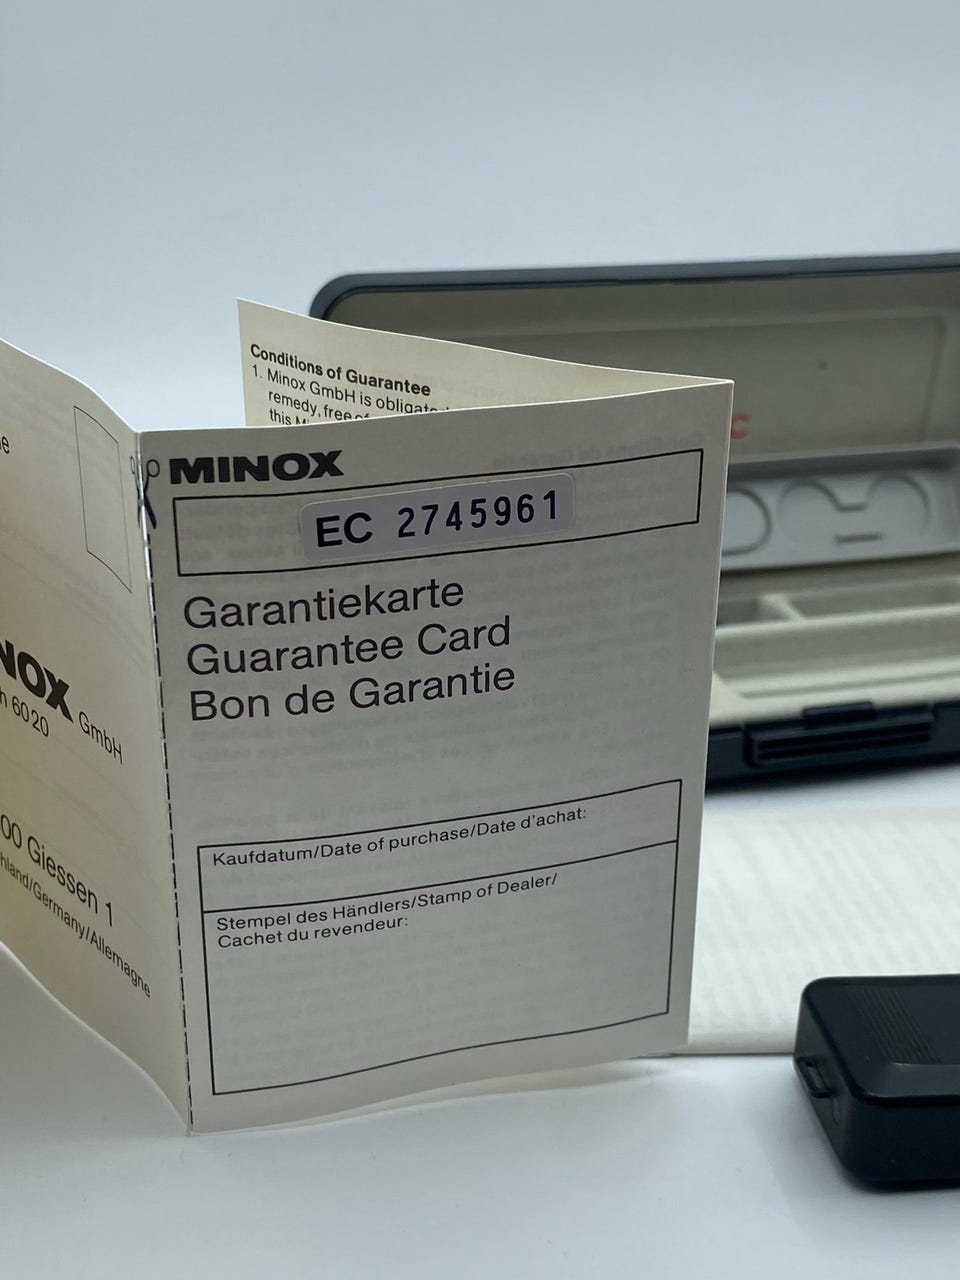 Conditions of Guarantee
1. Minox GmbH is
remedy, free
this
MINOX
EC 2745961
Garantiekarte
Guarantee Card
Bon de Garantie
Kaufdatum/Date of purchase/Date d'achat:
Stempel des Händlers/Stamp of Dealer/
Cachet du revendeur:
NOX GmbH
h 6020
00 Giessen 1
hland/Germany/Allemagne
C